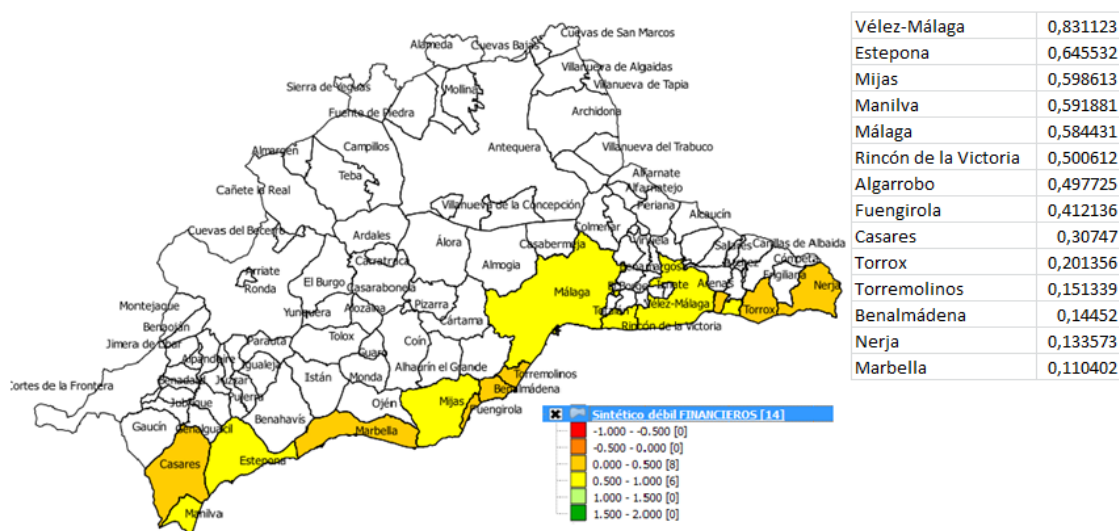 Cuevas de San Marcos
Alameda
Cuevas Bajas
Villanueva de Algaidas
Sierra de Yeguas
Mollina
Villanueva de Tapia
Fuente de Piedra
Archidona
Campillos
Antequera
Villanueva del Trabuco
Almargen
Teba
Alfarnate
Cañete la Real
Alfarnatejo
Villanueva de la Concepción
Periana
Alcaucín
Colmenar
Cuevas del Becerro
Ardales
Álora
Casabermeja
Viñuela
Salares
Canillas de Albaida
Carratraca
Almogía
Cómpeta
Arriate
El Burgo
Casarabonela
Frigiliana
Ronda
Málaga
Arenas
Nerja
Montejaque
Yunquera
Alozaina
Pizarra
Vélez-Málaga
Torrox
Benaoján
Cártama
Rincón de la Victoria
Jimera de Líbar
Parauta
Tolox
Coín
Guaro
Igualeja
Alhaurín el Grande
Cortes de la Frontera
Istán
Monda
Torremolinos
Júzcar
Benalmádena
Pujerra
Ojén
Mijas
Fuengirola
Gaucín
Genalguacil
Benahavís
Marbella
Casares
Estepona
Manilva
Sintético débil FINANCIEROS [14]
-1.000 - -0.500 [0]
-0.500 - 0.000 [0]
0.000 - 0.500 [8]
0.500 - 1.000 [6]
1.000 - 1.500 [0]
1.500 - 2.000 [0]
Vélez-Málaga 0,831123
Estepona 0,645532
Mijas 0,598613
Manilva 0,591881
Málaga 0,584431
Rincón de la Victoria 0,500612
Algarrobo 0,497725
Fuengirola 0,412136
Casares 0,30747
Torrox 0,201356
Torremolinos 0,151339
Benalmádena 0,14452
Nerja 0,133573
Marbella 0,110402